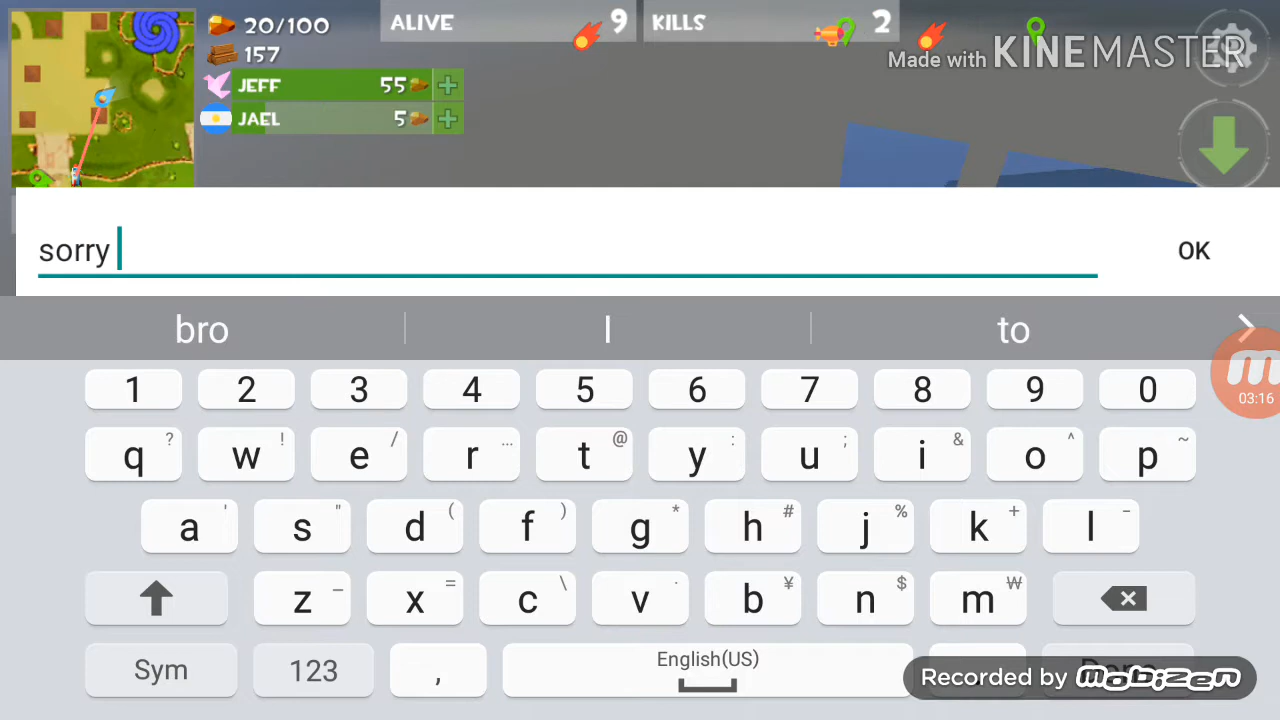 20/100
157
ALIVE 9
KILLS 2
Made with KINEMASTER
JEFF 55
JAEL 5
sorry
OK
bro I to
03:16
1 2 3 4 5 6 7 8 9 0
q ? w ! e / r ... t @ y : u ; i & o ^ p ~
a ' s " d ( f ) g * h # j % k + l -
z _ x = c \ v . b ¥ n $ m ₩
Sym 123 , English(US)
Recorded by MOBIZEN